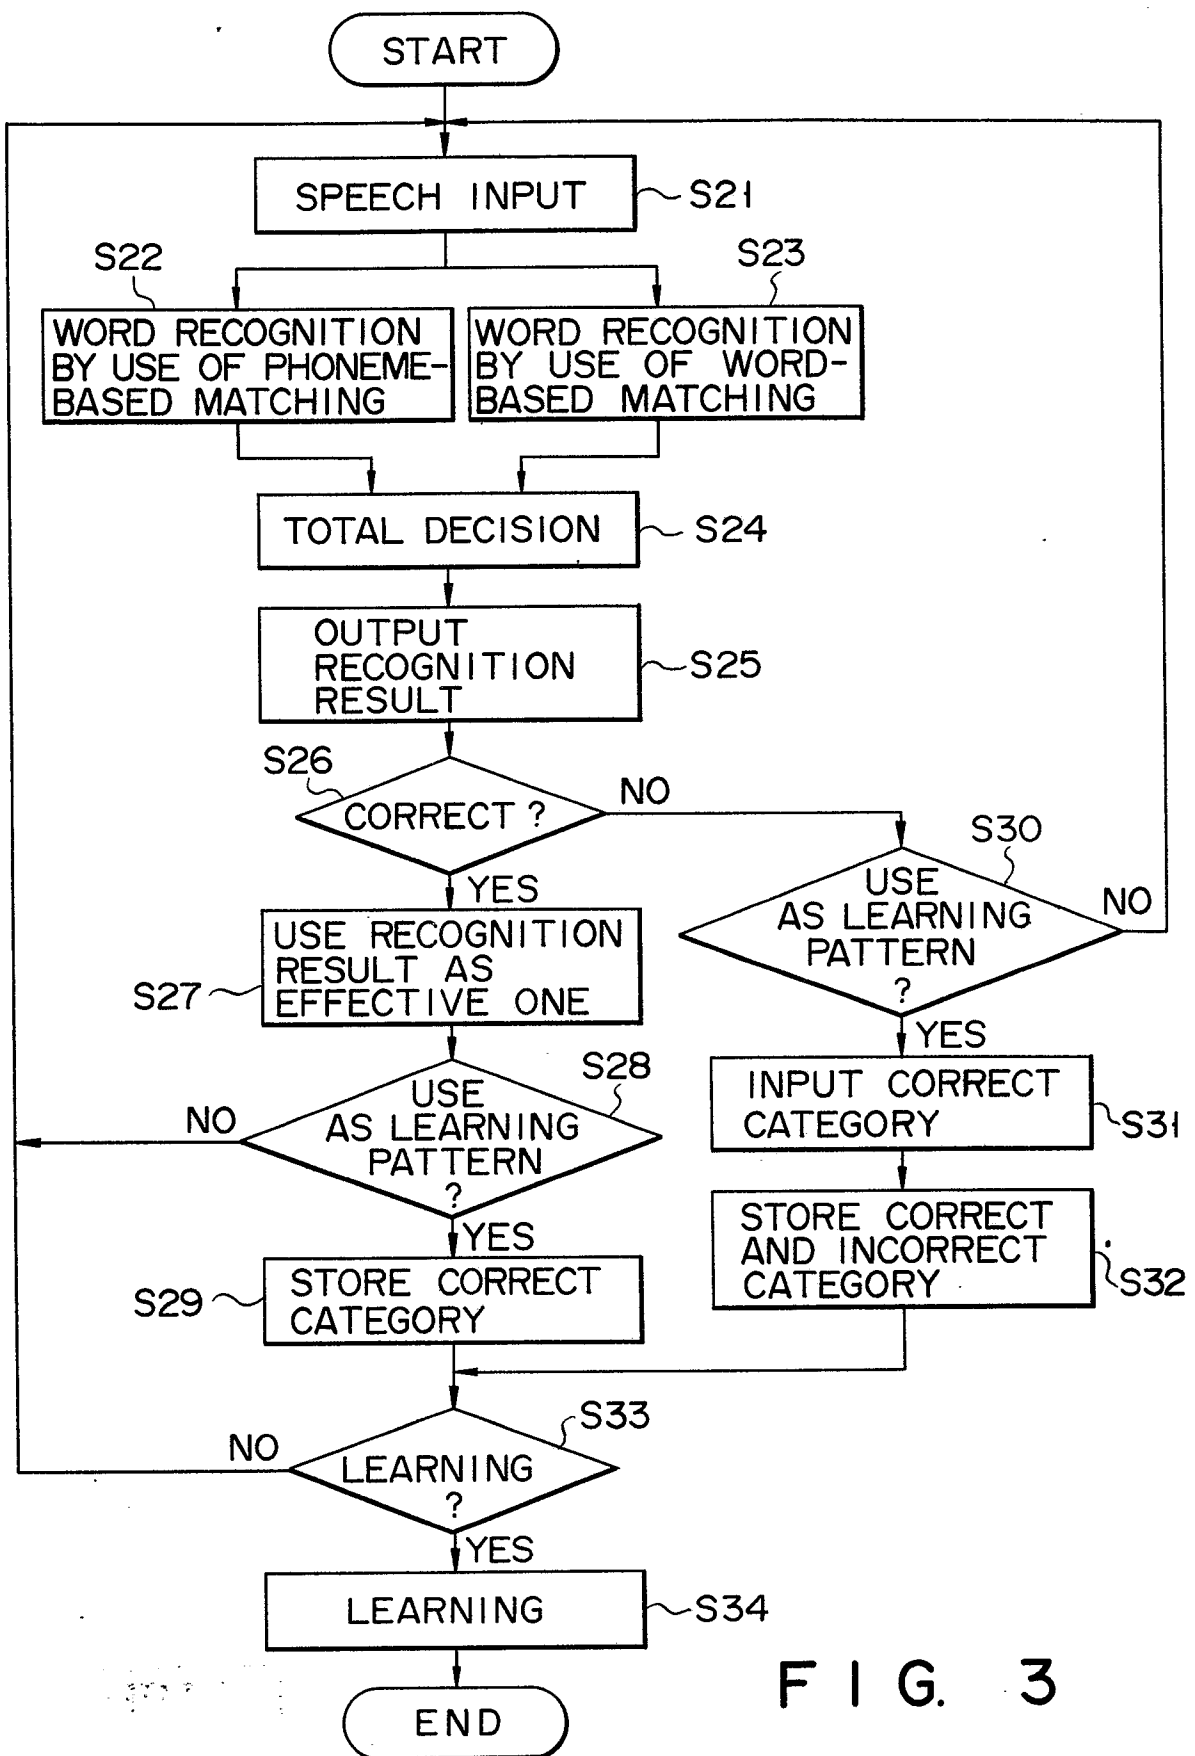 START
SPEECH INPUT
S21
S22
S23
WORD RECOGNITION
BY USE OF PHONEME-
BASED MATCHING
WORD RECOGNITION
BY USE OF WORD-
BASED MATCHING
TOTAL DECISION
S24
OUTPUT
RECOGNITION
RESULT
S25
S26
CORRECT ?
NO
YES
S30
USE
AS LEARNING
PATTERN
?
NO
YES
USE RECOGNITION
RESULT AS
EFFECTIVE ONE
S27
S28
USE
AS LEARNING
PATTERN
?
NO
YES
INPUT CORRECT
CATEGORY
S31
STORE CORRECT
AND INCORRECT
CATEGORY
S32
STORE CORRECT
CATEGORY
S29
S33
LEARNING
?
NO
YES
LEARNING
S34
END
FIG. 3